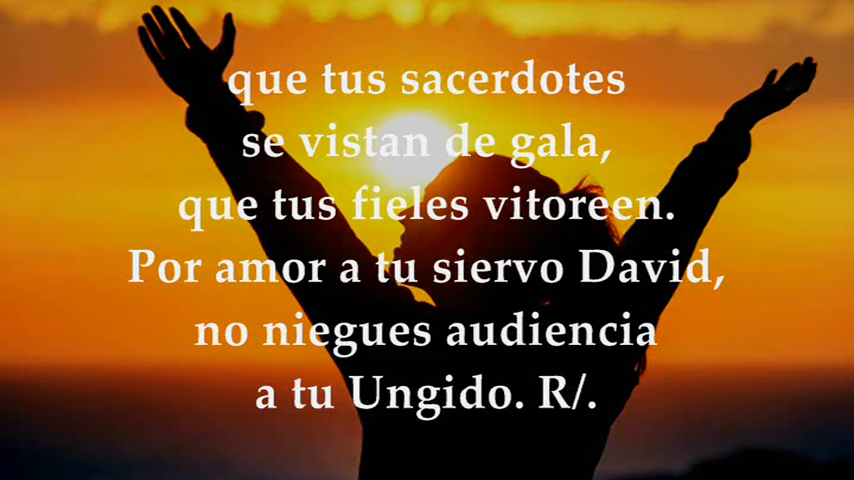 que tus sacerdotes
se vistan de gala,
que tus fieles vitoreen.
Por amor a tu siervo David,
no niegues audiencia
a tu Ungido. R/.